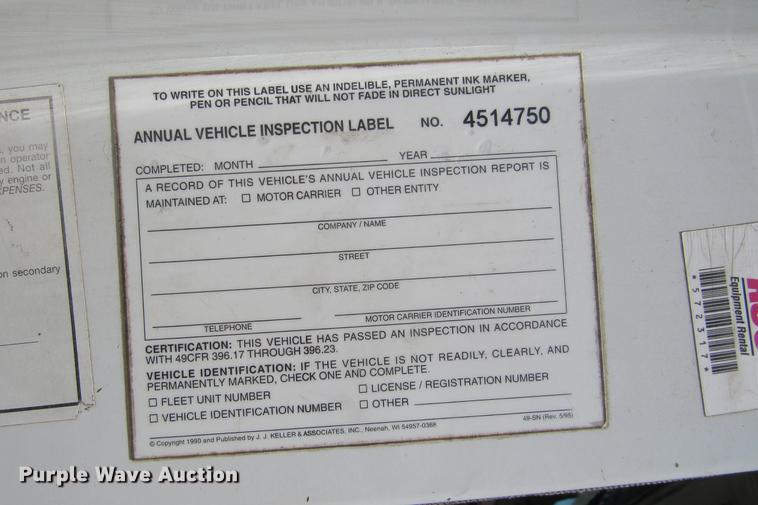 TO WRITE ON THIS LABEL USE AN INDELIBLE, PERMANENT INK MARKER,
PEN OR PENCIL THAT WILL NOT FADE IN DIRECT SUNLIGHT
ANNUAL VEHICLE INSPECTION LABEL NO. 4514750
COMPLETED: MONTH YEAR
A RECORD OF THIS VEHICLE'S ANNUAL VEHICLE INSPECTION REPORT IS
MAINTAINED AT: ☐ MOTOR CARRIER ☐ OTHER ENTITY
COMPANY / NAME
STREET
CITY, STATE, ZIP CODE
TELEPHONE MOTOR CARRIER IDENTIFICATION NUMBER
CERTIFICATION: THIS VEHICLE HAS PASSED AN INSPECTION IN ACCORDANCE
WITH 49CFR 396.17 THROUGH 396.23.
VEHICLE IDENTIFICATION: IF THE VEHICLE IS NOT READILY, CLEARLY, AND
PERMANENTLY MARKED, CHECK ONE AND COMPLETE.
☐ FLEET UNIT NUMBER ☐ LICENSE / REGISTRATION NUMBER
☐ VEHICLE IDENTIFICATION NUMBER ☐ OTHER
© Copyright 1990 and Published by J. J. KELLER & ASSOCIATES, INC., Neenah, WI 54957-0368 49-SN (Rev. 5/95)
NCE
, you may
n operator
ed. Not all
y engine or
XPENSES.
on secondary
Equipment Rental
*572317*
Purple Wave Auction